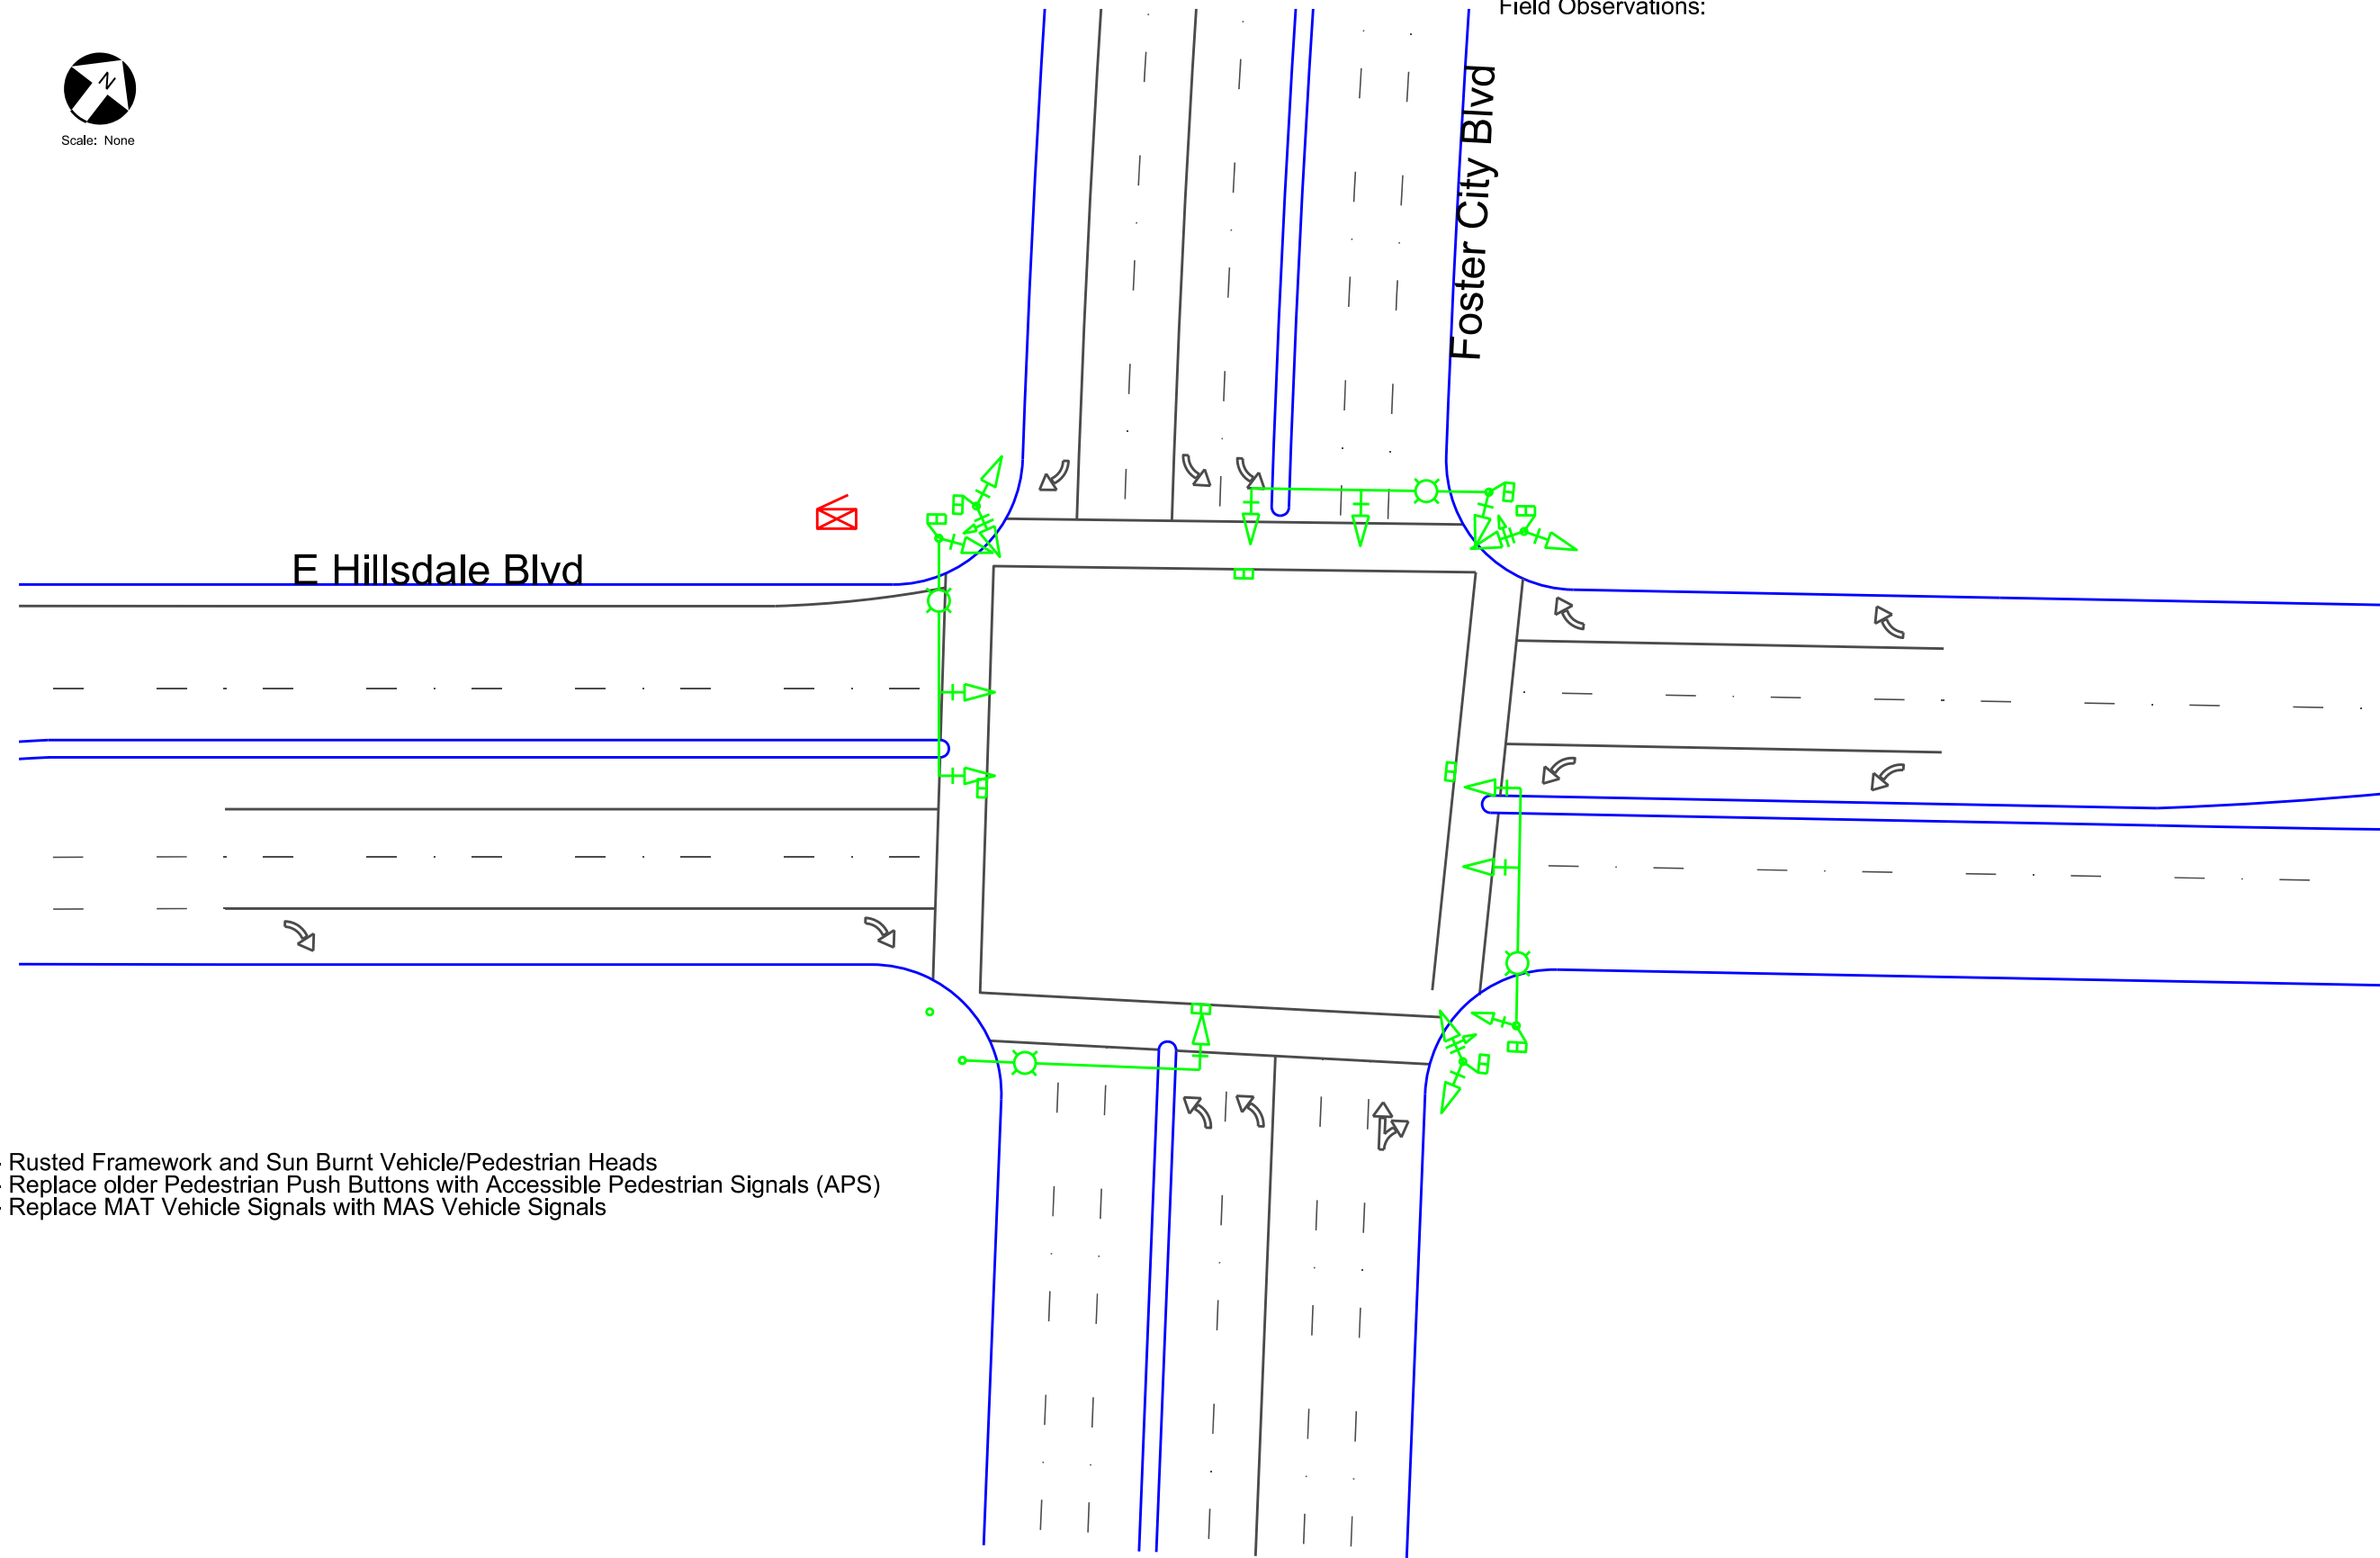 Field Observations:
N
Scale: None
Foster City Blvd
E Hillsdale Blvd
- Rusted Framework and Sun Burnt Vehicle/Pedestrian Heads
- Replace older Pedestrian Push Buttons with Accessible Pedestrian Signals (APS)
- Replace MAT Vehicle Signals with MAS Vehicle Signals